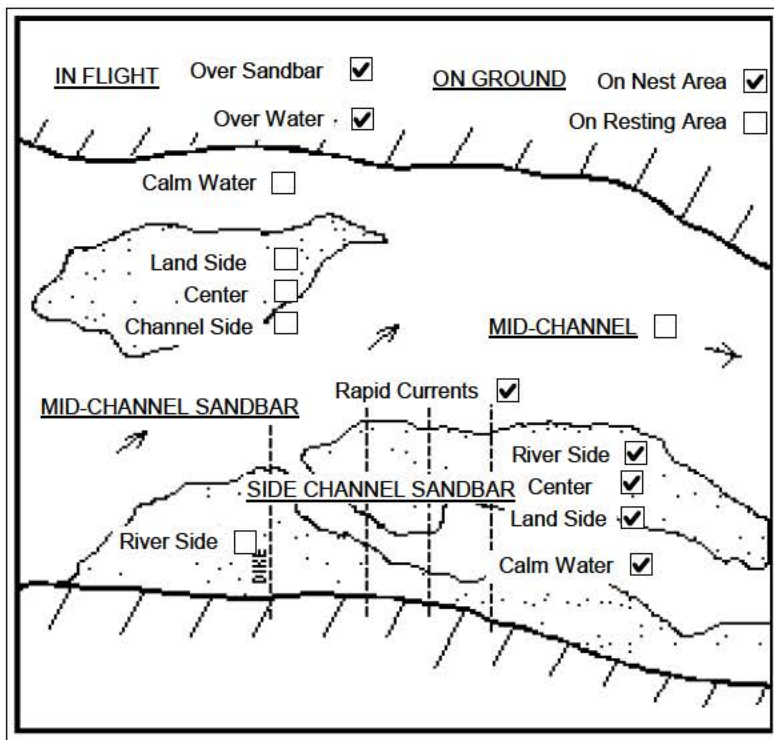 IN FLIGHT Over Sandbar ON GROUND On Nest Area
Over Water On Resting Area
Calm Water
Land Side
Center
Channel Side
MID-CHANNEL
Rapid Currents
MID-CHANNEL SANDBAR
River Side
SIDE CHANNEL SANDBAR Center
Land Side
River Side
DIKE
Calm Water